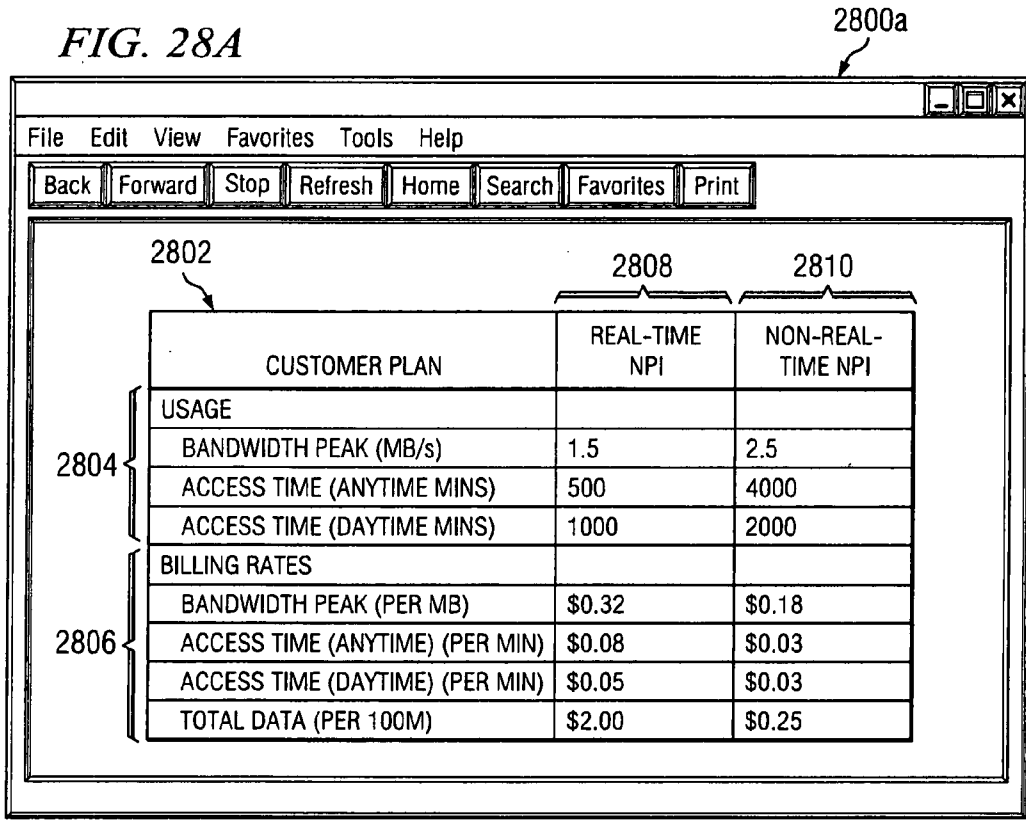 FIG. 28A
2800a
File Edit View Favorites Tools Help
Back Forward Stop Refresh Home Search Favorites Print
2802
2808
2810
CUSTOMER PLAN
REAL-TIME
NPI
NON-REAL-
TIME NPI
2804
USAGE
BANDWIDTH PEAK (MB/s) 1.5 2.5
ACCESS TIME (ANYTIME MINS) 500 4000
ACCESS TIME (DAYTIME MINS) 1000 2000
2806
BILLING RATES
BANDWIDTH PEAK (PER MB) $0.32 $0.18
ACCESS TIME (ANYTIME) (PER MIN) $0.08 $0.03
ACCESS TIME (DAYTIME) (PER MIN) $0.05 $0.03
TOTAL DATA (PER 100M) $2.00 $0.25